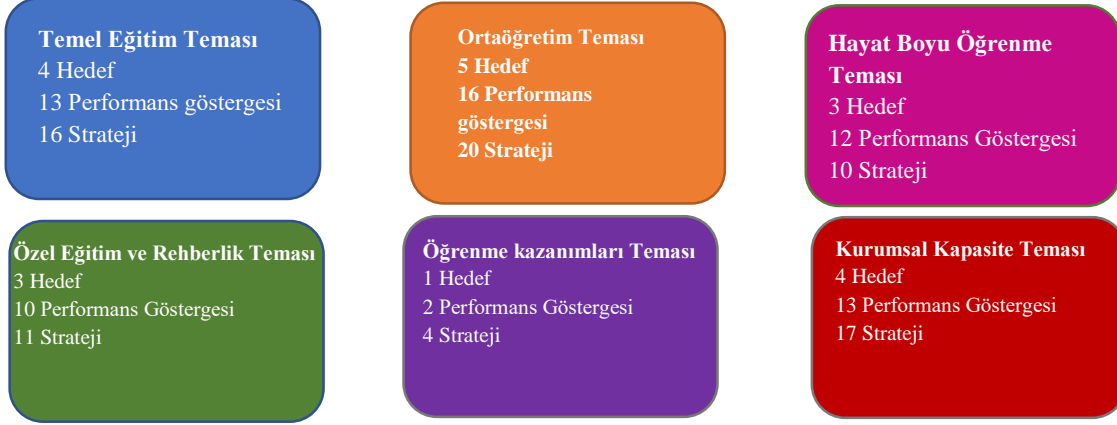 Temel Eğitim Teması
4 Hedef
13 Performans göstergesi
16 Strateji
Ortaöğretim Teması
5 Hedef
16 Performans
göstergesi
20 Strateji
Hayat Boyu Öğrenme
Teması
3 Hedef
12 Performans Göstergesi
10 Strateji
Özel Eğitim ve Rehberlik Teması
3 Hedef
10 Performans Göstergesi
11 Strateji
Öğrenme kazanımları Teması
1 Hedef
2 Performans Göstergesi
4 Strateji
Kurumsal Kapasite Teması
4 Hedef
13 Performans Göstergesi
17 Strateji